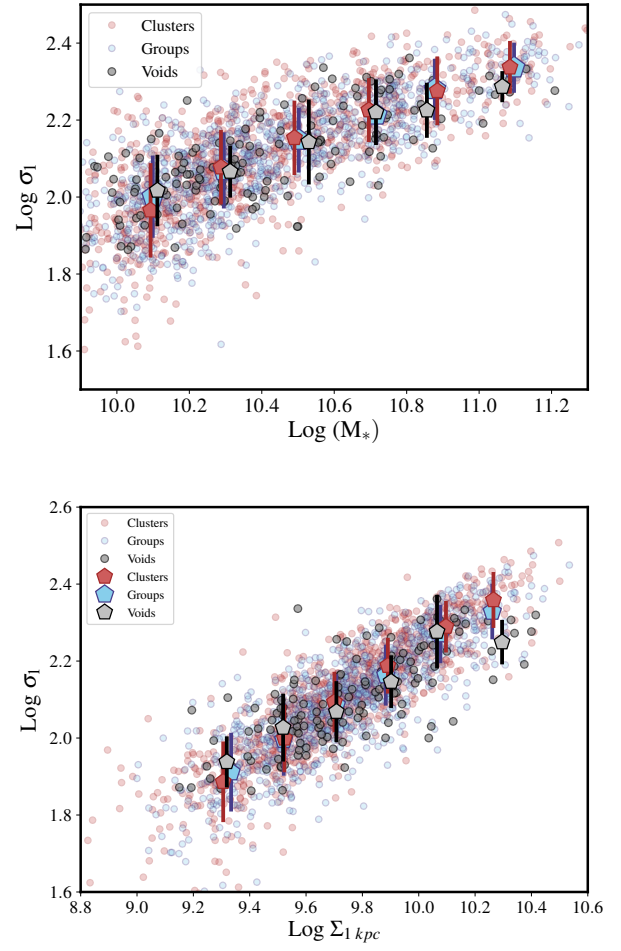 2.4
2.2
2.0
1.8
1.6
Log σ₁
Clusters
Groups
Voids
10.0 10.2 10.4 10.6 10.8 11.0 11.2
Log (M∗)
2.6
2.4
2.2
2.0
1.8
1.6
Log σ₁
Clusters
Groups
Voids
Clusters
Groups
Voids
8.8 9.0 9.2 9.4 9.6 9.8 10.0 10.2 10.4 10.6
Log Σ₁ kpc